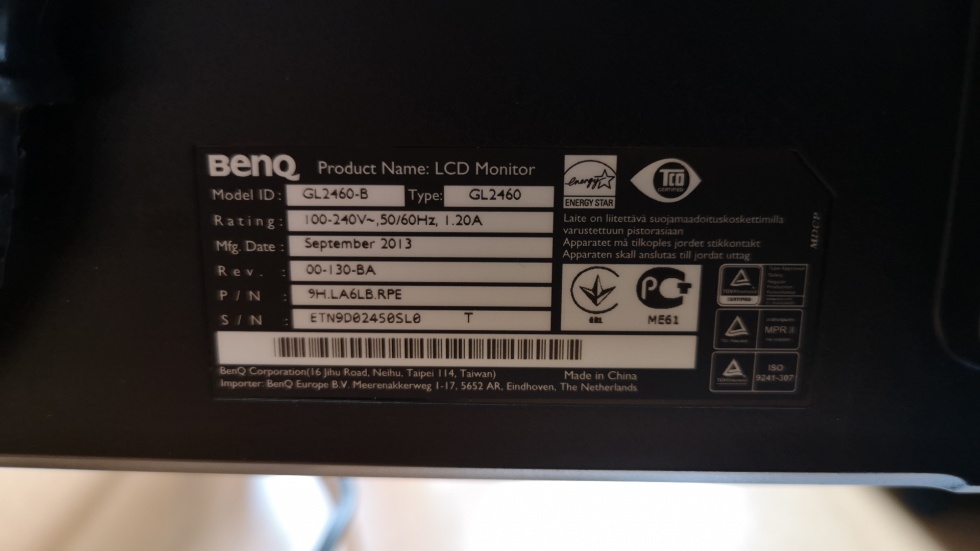 BenQ Product Name: LCD Monitor
Model ID: GL2460-B Type: GL2460
Rating: 100-240V~,50/60Hz, 1.20A
Mfg. Date: September 2013
Rev. : 00-130-BA
P/N : 9H.LA6LB.RPE
S/N : ETN9D02450SL0 T
energy
ENERGY STAR
TCO
CERTIFIED
Laite on liitettävä suojamaadoituskoskettimilla
varustettuun pistorasiaan
Apparatet må tilkoples jordet stikkontakt
Apparaten skall anslutas till jordat uttag
PCT
ME61
MPR II
ISO
9241-307
BenQ Corporation(16 Jihu Road, Neihu, Taipei 114, Taiwan) Made in China
Importer: BenQ Europe B.V. Meerenakkerweg 1-17, 5652 AR, Eindhoven, The Netherlands